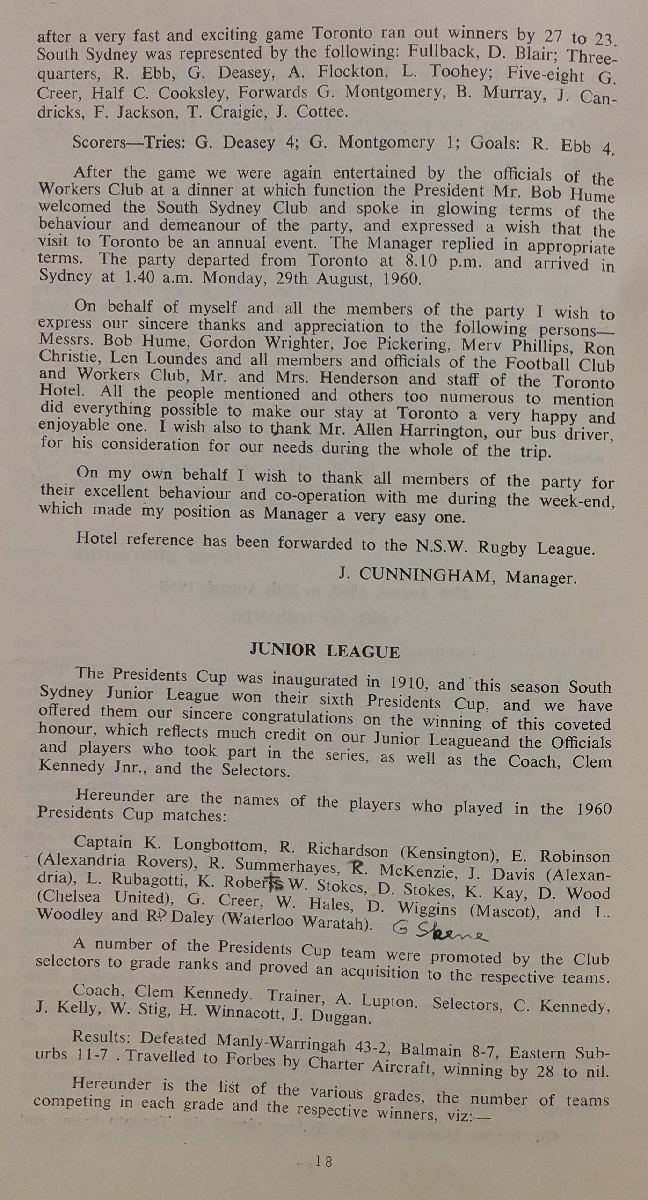 after a very fast and exciting game Toronto ran out winners by 27 to 23.
South Sydney was represented by the following: Fullback, D. Blair; Three-
quarters, R. Ebb, G. Deasey, A. Flockton, L. Toohey; Five-eight G.
Creer, Half C. Cooksley, Forwards G. Montgomery, B. Murray, J. Can-
dricks, F. Jackson, T. Craigie, J. Cottee.
Scorers—Tries: G. Deasey 4; G. Montgomery 1; Goals: R. Ebb 4.
After the game we were again entertained by the officials of the
Workers Club at a dinner at which function the President Mr. Bob Hume
welcomed the South Sydney Club and spoke in glowing terms of the
behaviour and demeanour of the party, and expressed a wish that the
visit to Toronto be an annual event. The Manager replied in appropriate
terms. The party departed from Toronto at 8.10 p.m. and arrived in
Sydney at 1.40 a.m. Monday, 29th August, 1960.
On behalf of myself and all the members of the party I wish to
express our sincere thanks and appreciation to the following persons—
Messrs. Bob Hume, Gordon Wrighter, Joe Pickering, Merv Phillips, Ron
Christie, Len Loundes and all members and officials of the Football Club
and Workers Club, Mr. and Mrs. Henderson and staff of the Toronto
Hotel. All the people mentioned and others too numerous to mention
did everything possible to make our stay at Toronto a very happy and
enjoyable one. I wish also to thank Mr. Allen Harrington, our bus driver,
for his consideration for our needs during the whole of the trip.
On my own behalf I wish to thank all members of the party for
their excellent behaviour and co-operation with me during the week-end,
which made my position as Manager a very easy one.
Hotel reference has been forwarded to the N.S.W. Rugby League.
J. CUNNINGHAM, Manager.
JUNIOR LEAGUE
The Presidents Cup was inaugurated in 1910, and this season South
Sydney Junior League won their sixth Presidents Cup, and we have
offered them our sincere congratulations on the winning of this coveted
honour, which reflects much credit on our Junior Leagueand the Officials
and players who took part in the series, as well as the Coach, Clem
Kennedy Jnr., and the Selectors.
Hereunder are the names of the players who played in the 1960
Presidents Cup matches:
Captain K. Longbottom, R. Richardson (Kensington), E. Robinson
(Alexandria Rovers), R. Summerhayes, R. McKenzie, J. Davis (Alexan-
dria), L. Rubagotti, K. Roberts W. Stokes, D. Stokes, K. Kay, D. Wood
(Chelsea United), G. Creer, W. Hales, D. Wiggins (Mascot), and L.
Woodley and RP Daley (Waterloo Waratah). G Skene
A number of the Presidents Cup team were promoted by the Club
selectors to grade ranks and proved an acquisition to the respective teams.
Coach, Clem Kennedy. Trainer, A. Lupton. Selectors, C. Kennedy,
J. Kelly, W. Stig, H. Winnacott, J. Duggan.
Results: Defeated Manly-Warringah 43-2, Balmain 8-7, Eastern Sub-
urbs 11-7 . Travelled to Forbes by Charter Aircraft, winning by 28 to nil.
Hereunder is the list of the various grades, the number of teams
competing in each grade and the respective winners, viz:—
18